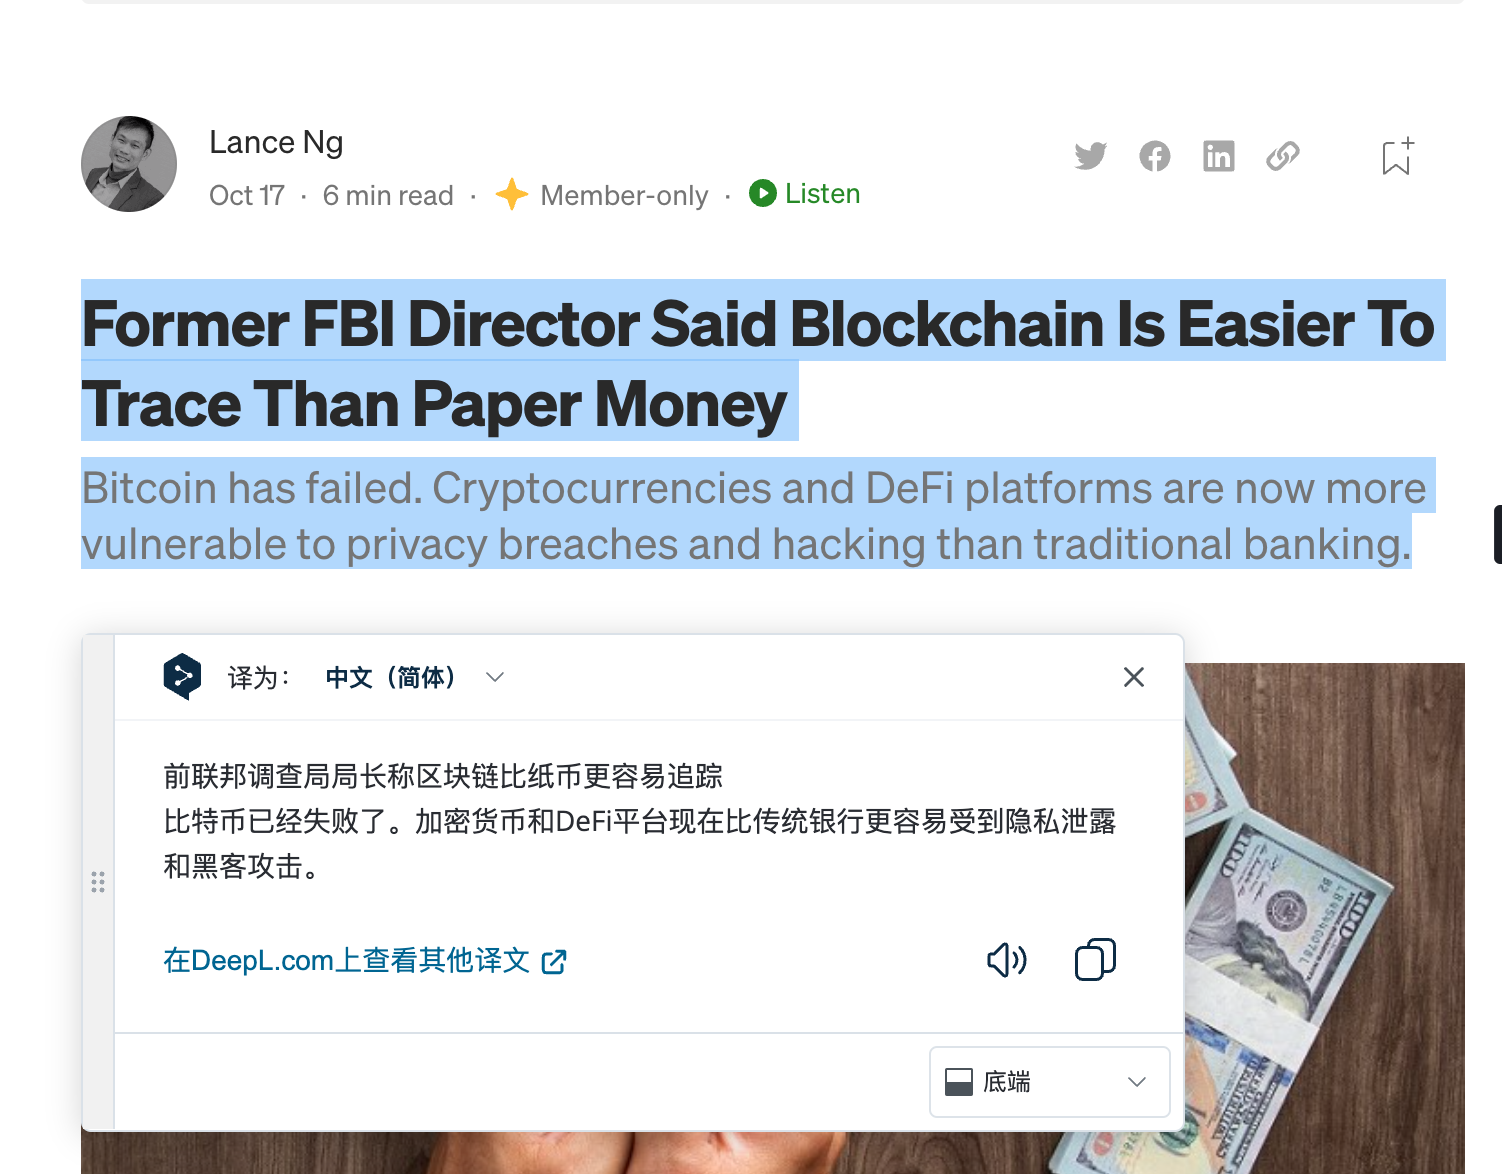 Lance Ng
Oct 17 · 6 min read · Member-only · Listen
Former FBI Director Said Blockchain Is Easier To
Trace Than Paper Money
Bitcoin has failed. Cryptocurrencies and DeFi platforms are now more
vulnerable to privacy breaches and hacking than traditional banking.
译为： 中文（简体）
前联邦调查局局长称区块链比纸币更容易追踪
比特币已经失败了。加密货币和DeFi平台现在比传统银行更容易受到隐私泄露
和黑客攻击。
在DeepL.com上查看其他译文
底端
100
100